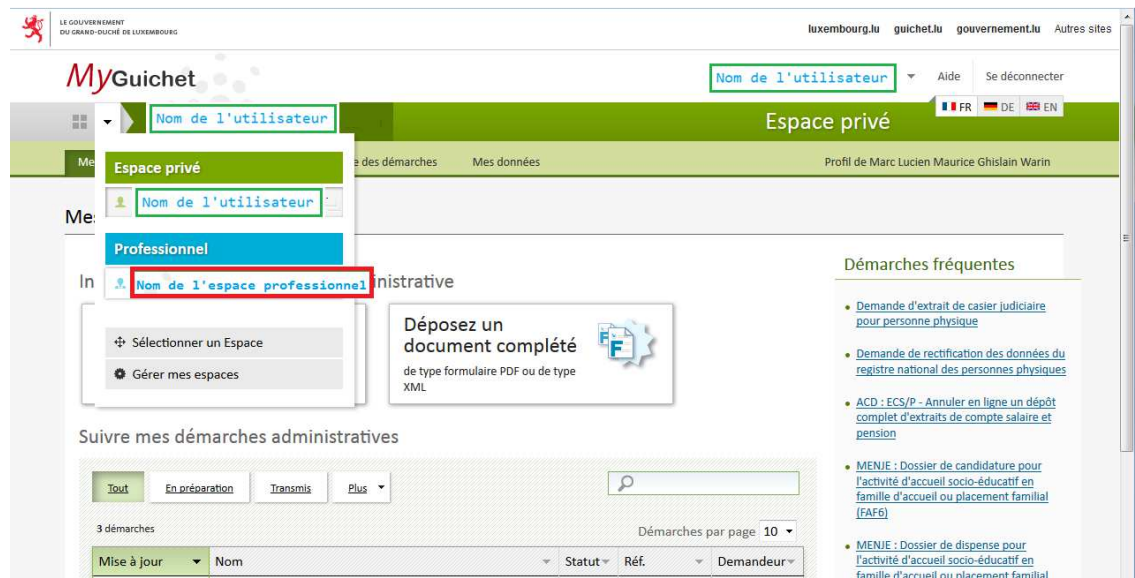 LE GOUVERNEMENT
DU GRAND-DUCHÉ DE LUXEMBOURG
luxembourg.lu guichet.lu gouvernement.lu Autres sites
MyGuichet
Nom de l'utilisateur
Aide Se déconnecter
FR DE EN
Nom de l'utilisateur
Espace privé
des démarches Mes données
Profil de Marc Lucien Maurice Ghislain Warin
Espace privé
Nom de l'utilisateur
Professionnel
Nom de l'espace professionnel
Sélectionner un Espace
Gérer mes espaces
Déposez un
document complété
de type formulaire PDF ou de type
XML
Démarches fréquentes
Demande d'extrait de casier judiciaire
pour personne physique
Demande de rectification des données du
registre national des personnes physiques
ACD : ECS/P - Annuler en ligne un dépôt
complet d'extraits de compte salaire et
pension
MENJE : Dossier de candidature pour
l'activité d'accueil socio-éducatif en
famille d'accueil ou placement familial
(FAF6)
MENJE : Dossier de dispense pour
l'activité d'accueil socio-éducatif en
famille d'accueil ou placement familial
Suivre mes démarches administratives
Tout En préparation Transmis Plus
3 démarches
Démarches par page 10
Mise à jour Nom Statut Réf. Demandeur